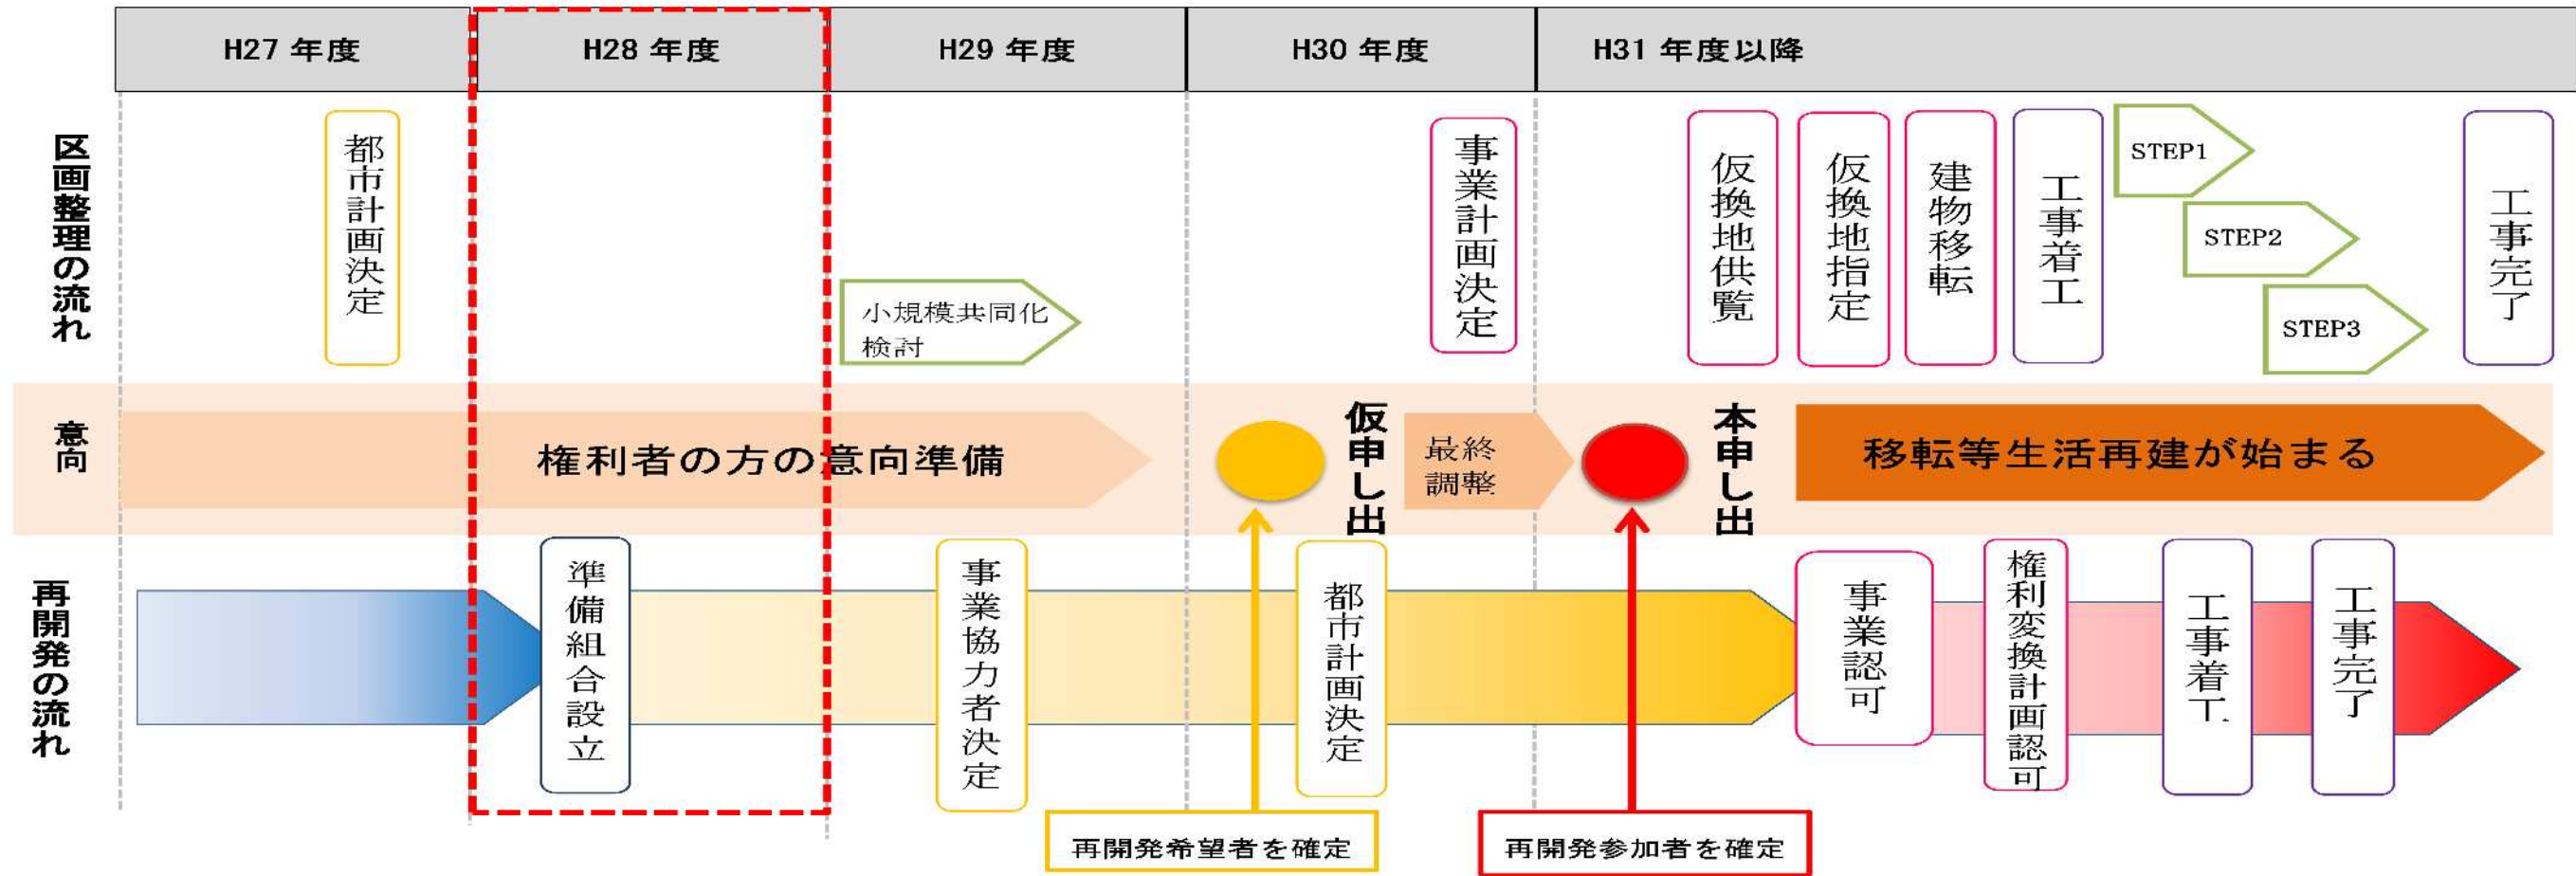 H27 年度
H28 年度
H29 年度
H30 年度
H31 年度以降
区画整理の流れ
都市計画決定
小規模共同化
検討
事業計画決定
仮換地供覧
仮換地指定
建物移転
工事着工
STEP1
STEP2
STEP3
工事完了
意向
権利者の方の意向準備
仮申し出
最終
調整
本申し出
移転等生活再建が始まる
再開発の流れ
準備組合設立
事業協力者決定
都市計画決定
事業認可
権利変換計画認可
工事着工
工事完了
再開発希望者を確定
再開発参加者を確定